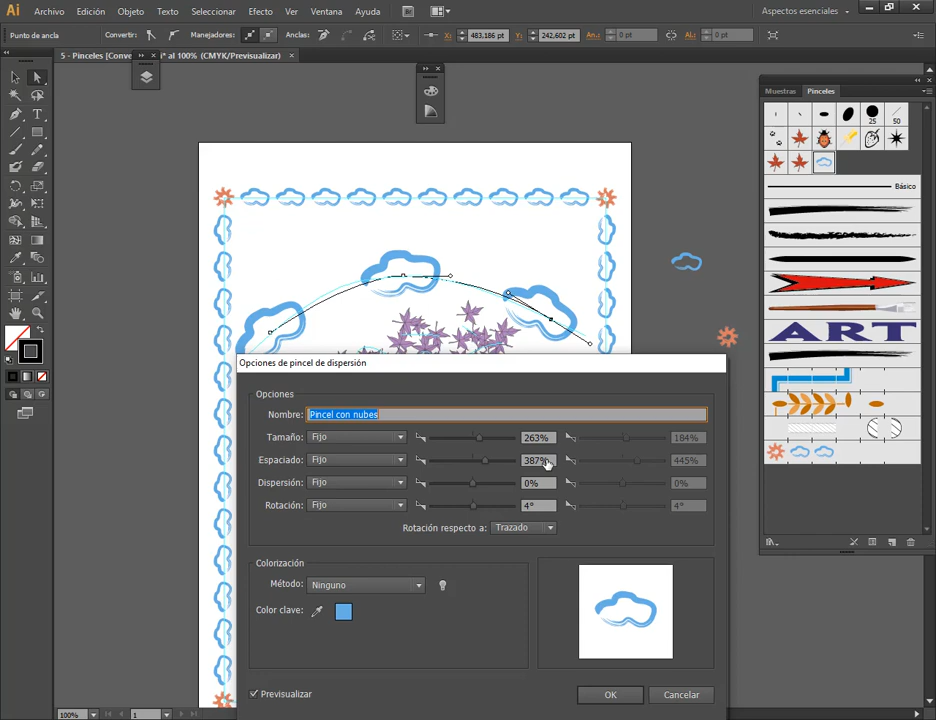 Ai Archivo Edición Objeto Texto Seleccionar Efecto Ver Ventana Ayuda Br Aspectos esenciales
Punto de ancla Convertir: Manejadores: Anclas: X: 483,186 pt Y: 242,602 pt An.: 0 pt Al.: 0 pt
5 - Pinceles [Conve i* al 100% (CMYK/Previsualizar)
Muestras Pinceles
25 50
Básico
ART
Opciones de pincel de dispersión
Opciones
Nombre: Pincel con nubes
Tamaño: Fijo 263% 184%
Espaciado: Fijo 387% 445%
Dispersión: Fijo 0% 0%
Rotación: Fijo 4° 4°
Rotación respecto a: Trazado
Colorización
Método: Ninguno
Color clave:
Previsualizar OK Cancelar
100% 1